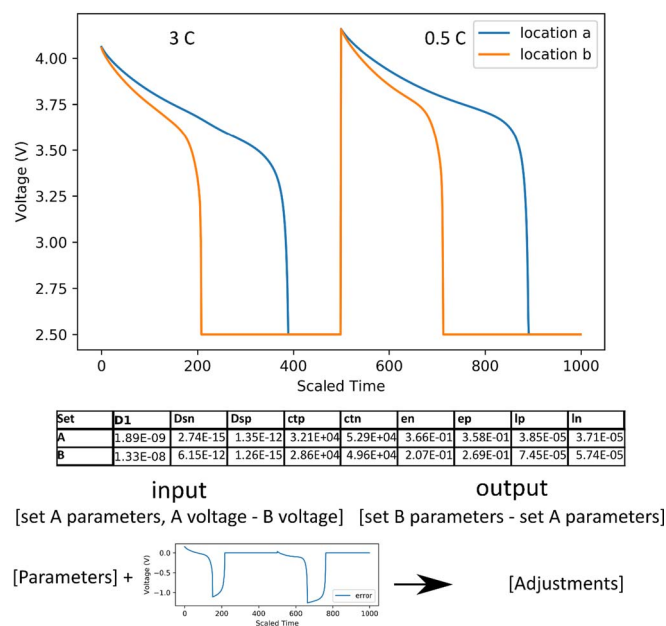 3 C
0.5 C
location a
location b
4.00
3.75
3.50
3.25
3.00
2.75
2.50
Voltage (V)
0 200 400 600 800 1000
Scaled Time
Set D1 Dsn Dsp ctp ctn en ep lp ln
A 1.89E-09 2.74E-15 1.35E-12 3.21E+04 5.29E+04 3.66E-01 3.58E-01 3.85E-05 3.71E-05
B 1.33E-08 6.15E-12 1.26E-15 2.86E+04 4.96E+04 2.07E-01 2.69E-01 7.45E-05 5.74E-05
input output
[set A parameters, A voltage - B voltage] [set B parameters - set A parameters]
[Parameters] +
Voltage (V)
0.0
−0.5
−1.0
error
0 200 400 600 800 1000
Scaled Time
[Adjustments]